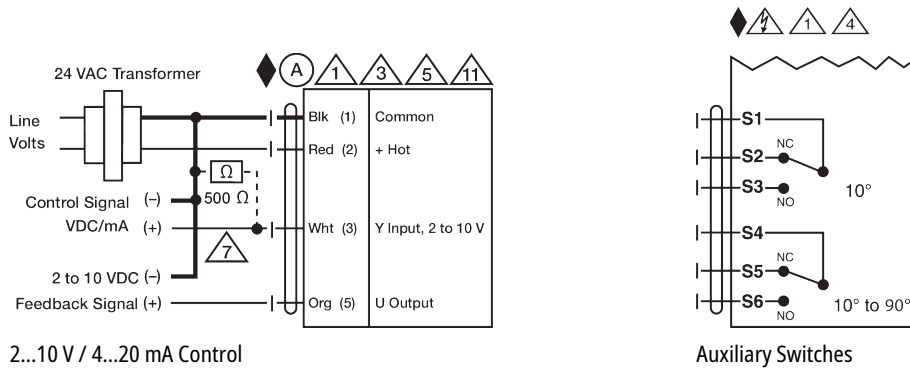 24 VAC Transformer
A 1 3 5 11
Line
Volts
Blk (1) Common
Red (2) + Hot
Ω
500 Ω
Control Signal (–)
VDC/mA (+)
Wht (3) Y Input, 2 to 10 V
7
2 to 10 VDC (–)
Feedback Signal (+)
Org (5) U Output
2...10 V / 4...20 mA Control
1 4
S1
NC
S2
S3
NO
10°
S4
NC
S5
S6
NO
10° to 90°
Auxiliary Switches